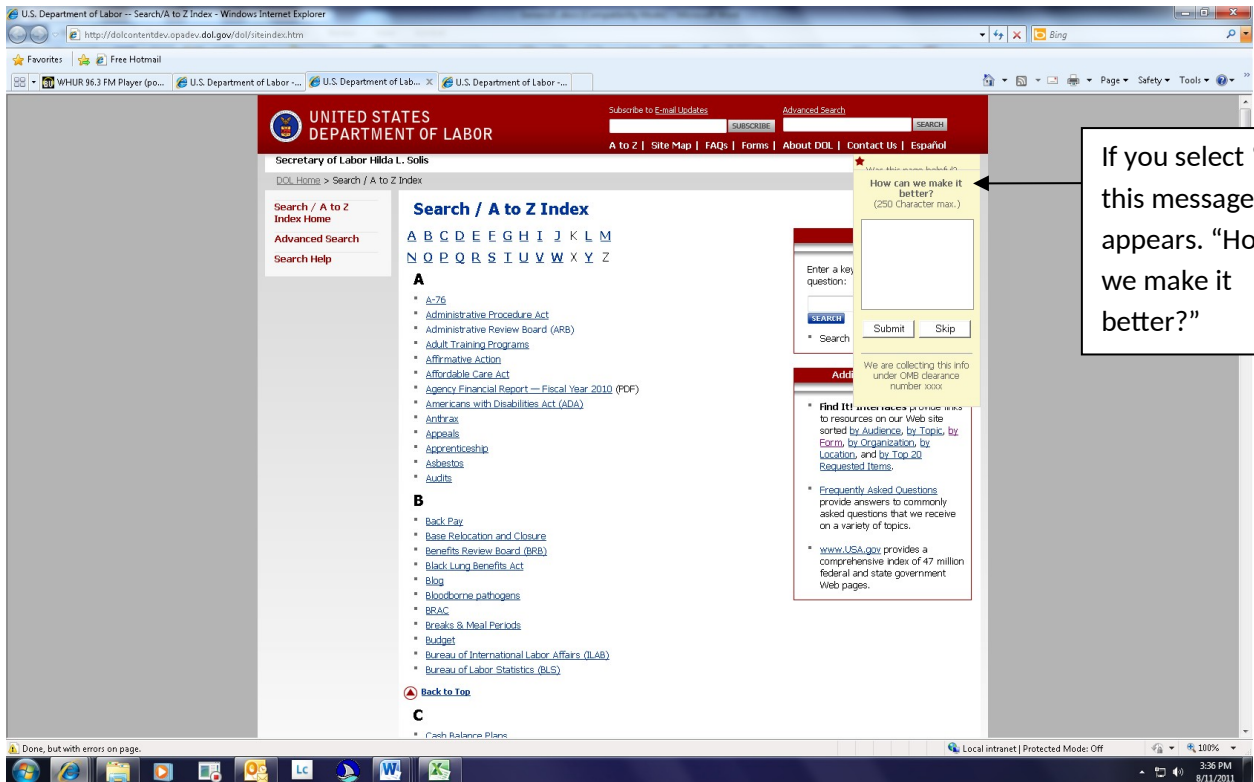 U.S. Department of Labor -- Search/A to Z Index - Windows Internet Explorer
http://dolcontentdev.opadev.dol.gov/dol/siteindex.htm
Bing
Favorites
Free Hotmail
WHUR 96.3 FM Player (po...
U.S. Department of Labor -...
U.S. Department of Lab...
U.S. Department of Labor -...
Page
Safety
Tools
UNITED STATES
DEPARTMENT OF LABOR
Subscribe to E-mail Updates
SUBSCRIBE
Advanced Search
SEARCH
A to Z | Site Map | FAQs | Forms | About DOL | Contact Us | Español
Secretary of Labor Hilda L. Solis
DOL Home > Search / A to Z Index
Search / A to Z
Index Home
Advanced Search
Search Help
Search / A to Z Index
A B C D E F G H I J K L M
N O P Q R S T U V W X Y Z
A
A-76
Administrative Procedure Act
Administrative Review Board (ARB)
Adult Training Programs
Affirmative Action
Affordable Care Act
Agency Financial Report — Fiscal Year 2010 (PDF)
Americans with Disabilities Act (ADA)
Anthrax
Appeals
Apprenticeship
Asbestos
Audits
B
Back Pay
Base Relocation and Closure
Benefits Review Board (BRB)
Black Lung Benefits Act
Blog
Bloodborne pathogens
BRAC
Breaks & Meal Periods
Budget
Bureau of International Labor Affairs (ILAB)
Bureau of Labor Statistics (BLS)
Back to Top
C
Cash Balance Plans
Enter a key
question:
SEARCH
Search
Addi
Find It! Interfaces provide links
to resources on our Web site
sorted by Audience, by Topic, by
Form, by Organization, by
Location, and by Top 20
Requested Items.
Frequently Asked Questions
provide answers to commonly
asked questions that we receive
on a variety of topics.
www.USA.gov provides a
comprehensive index of 47 million
federal and state government
Web pages.
Was this page helpful?
How can we make it
better?
(250 Character max.)
Submit
Skip
We are collecting this info
under OMB clearance
number xxxx
If you select
this message
appears. “Ho
we make it
better?”
Done, but with errors on page.
Local intranet | Protected Mode: Off
100%
LC
3:36 PM
8/11/2011